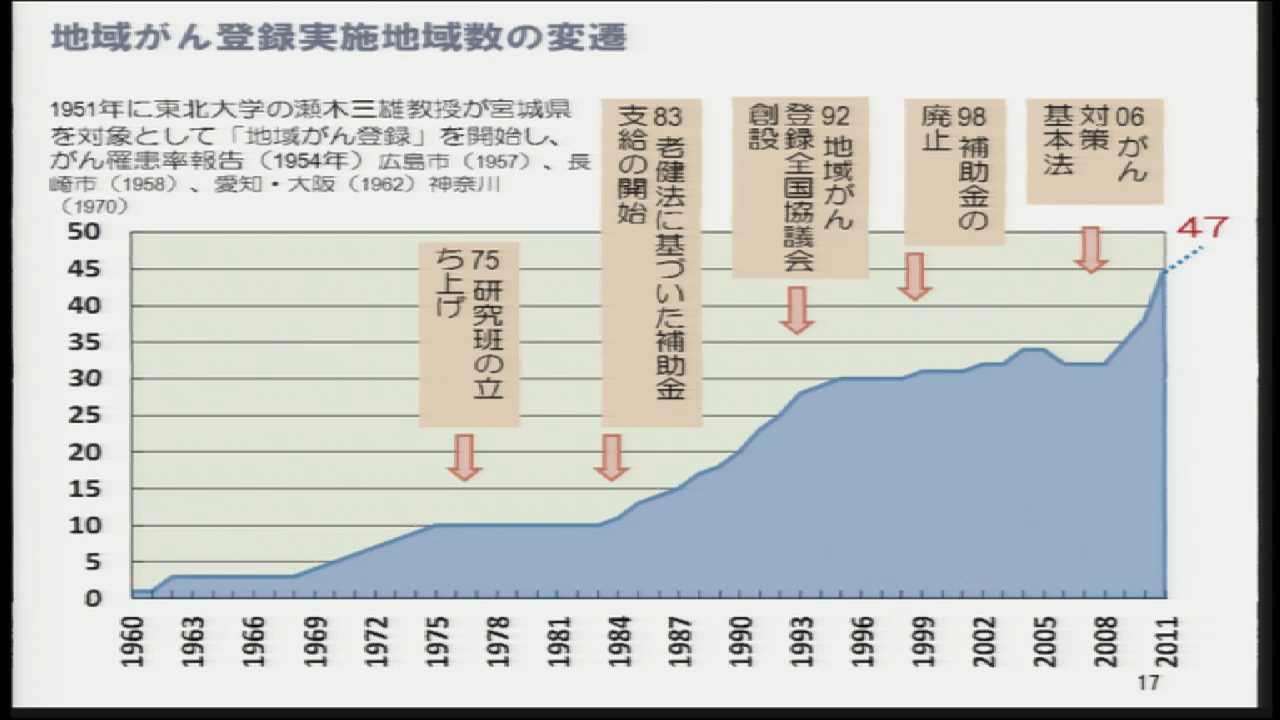 地域がん登録実施地域数の変遷
1951年に東北大学の瀬木三雄教授が宮城県
を対象として「地域がん登録」を開始し、
がん罹患率報告（1954年）広島市（1957）、長
崎市（1958）、愛知・大阪（1962）神奈川
（1970）
75 研究班の立
ち上げ
83 老健法に基づいた補助金
支給の開始
92 地域がん
登録全国協議会
創設
98 補助金の
廃止
06 がん
対策
基本法
47
50
45
40
35
30
25
20
15
10
5
0
1960
1963
1966
1969
1972
1975
1978
1981
1984
1987
1990
1993
1996
1999
2002
2005
2008
2011
17